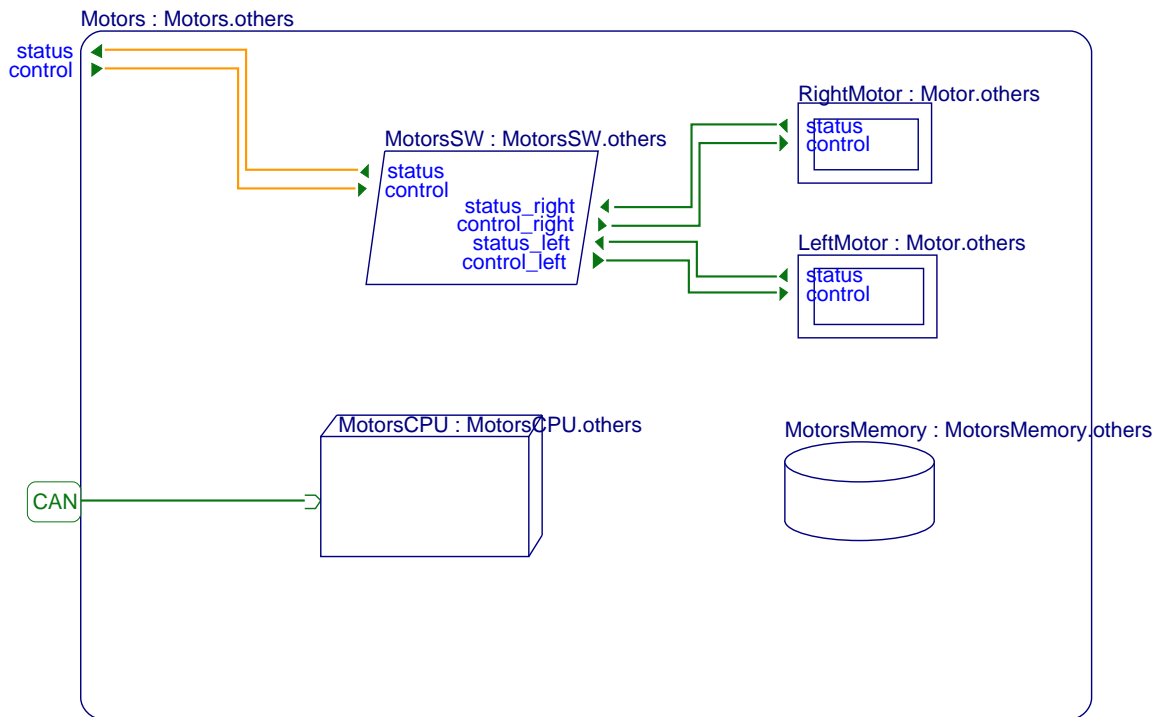 Motors : Motors.others
status
control
RightMotor : Motor.others
status
control
MotorsSW : MotorsSW.others
status
control
status_right
control_right
status_left
control_left
LeftMotor : Motor.others
status
control
MotorsCPU : MotorsCPU.others
MotorsMemory : MotorsMemory.others
CAN